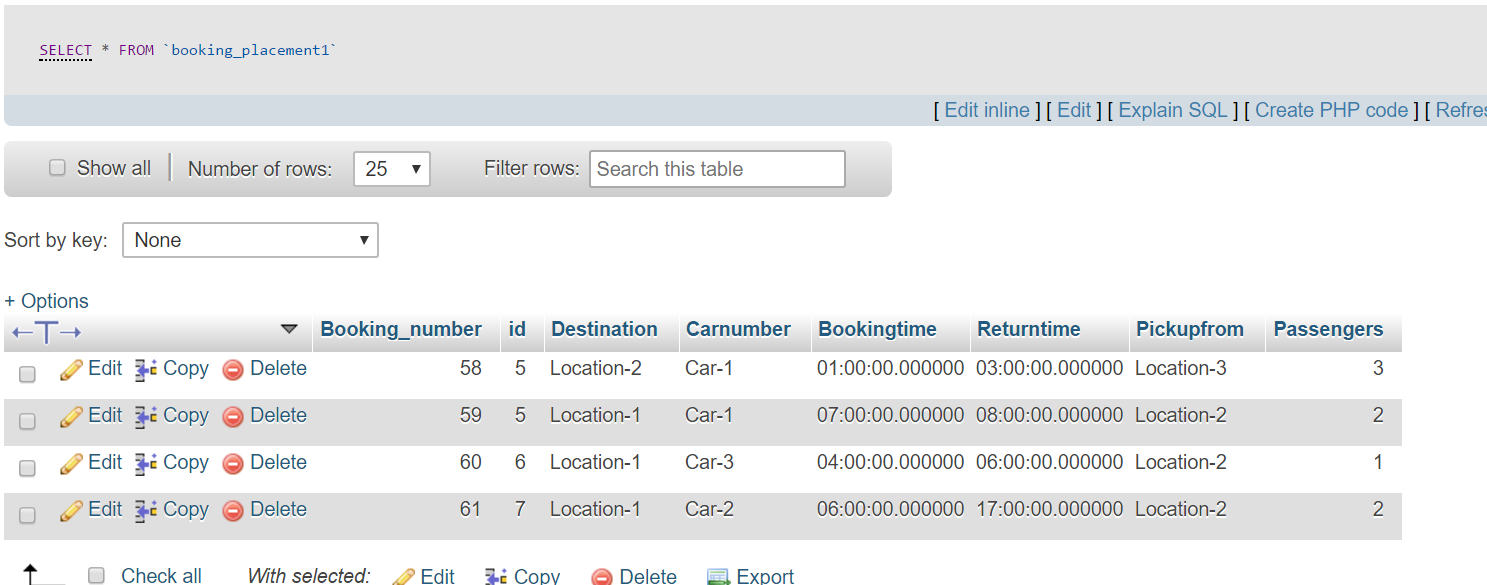 SELECT * FROM `booking_placement1`
[ Edit inline ] [ Edit ] [ Explain SQL ] [ Create PHP code ] [ Refres
Show all Number of rows: 25 Filter rows: Search this table
Sort by key: None
+ Options
Booking_number id Destination Carnumber Bookingtime Returntime Pickupfrom Passengers
Edit Copy Delete 58 5 Location-2 Car-1 01:00:00.000000 03:00:00.000000 Location-3 3
Edit Copy Delete 59 5 Location-1 Car-1 07:00:00.000000 08:00:00.000000 Location-2 2
Edit Copy Delete 60 6 Location-1 Car-3 04:00:00.000000 06:00:00.000000 Location-2 1
Edit Copy Delete 61 7 Location-1 Car-2 06:00:00.000000 17:00:00.000000 Location-2 2
Check all With selected: Edit Copy Delete Export